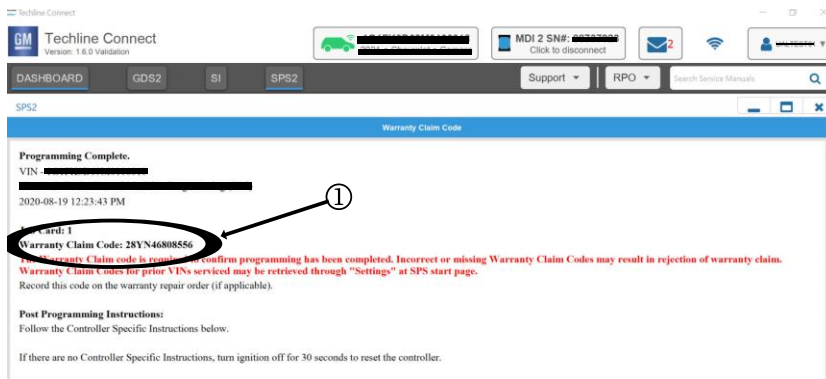 Techline Connect
GM Techline Connect
Version: 1.6.0 Validation
MDI 2 SN#:
Click to disconnect
2
DASHBOARD GDS2 SI SPS2 Support RPO Search Service Manuals
SPS2
Warranty Claim Code
Programming Complete.
VIN -
2020-08-19 12:23:43 PM
①
Card: 1
Warranty Claim Code: 28YN46808556
Warranty Claim code is required to confirm programming has been completed. Incorrect or missing Warranty Claim Codes may result in rejection of warranty claim.
Warranty Claim Codes for prior VINs serviced may be retrieved through "Settings" at SPS start page.
Record this code on the warranty repair order (if applicable).
Post Programming Instructions:
Follow the Controller Specific Instructions below.
If there are no Controller Specific Instructions, turn ignition off for 30 seconds to reset the controller.